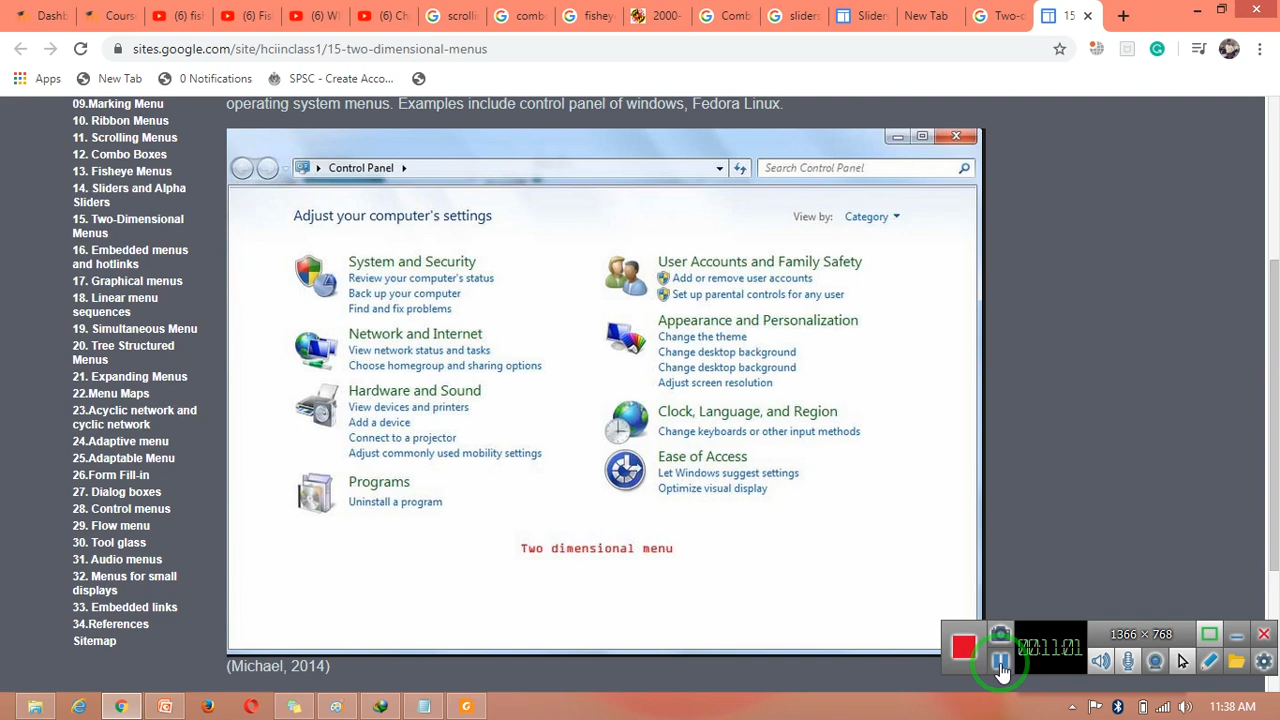 Dashb
Cours
(6) fis
(6) Fis
(6) W
(6) Ch
scrolli
comb
fishey
2000-
Comb
sliders
Sliders
New Tab
Two-d
15
sites.google.com/site/hciinclass1/15-two-dimensional-menus
Apps
New Tab
0 Notifications
SPSC - Create Acco...
09.Marking Menu
10. Ribbon Menus
11. Scrolling Menus
12. Combo Boxes
13. Fisheye Menus
14. Sliders and Alpha
Sliders
15. Two-Dimensional
Menus
16. Embedded menus
and hotlinks
17. Graphical menus
18. Linear menu
sequences
19. Simultaneous Menu
20. Tree Structured
Menus
21. Expanding Menus
22.Menu Maps
23.Acyclic network and
cyclic network
24.Adaptive menu
25.Adaptable Menu
26.Form Fill-in
27. Dialog boxes
28. Control menus
29. Flow menu
30. Tool glass
31. Audio menus
32. Menus for small
displays
33. Embedded links
34.References
Sitemap
operating system menus. Examples include control panel of windows, Fedora Linux.
Control Panel
Search Control Panel
Adjust your computer's settings
View by: Category
System and Security
Review your computer's status
Back up your computer
Find and fix problems
Network and Internet
View network status and tasks
Choose homegroup and sharing options
Hardware and Sound
View devices and printers
Add a device
Connect to a projector
Adjust commonly used mobility settings
Programs
Uninstall a program
User Accounts and Family Safety
Add or remove user accounts
Set up parental controls for any user
Appearance and Personalization
Change the theme
Change desktop background
Change desktop background
Adjust screen resolution
Clock, Language, and Region
Change keyboards or other input methods
Ease of Access
Let Windows suggest settings
Optimize visual display
Two dimensional menu
(Michael, 2014)
00:11:01
1366 × 768
11:38 AM